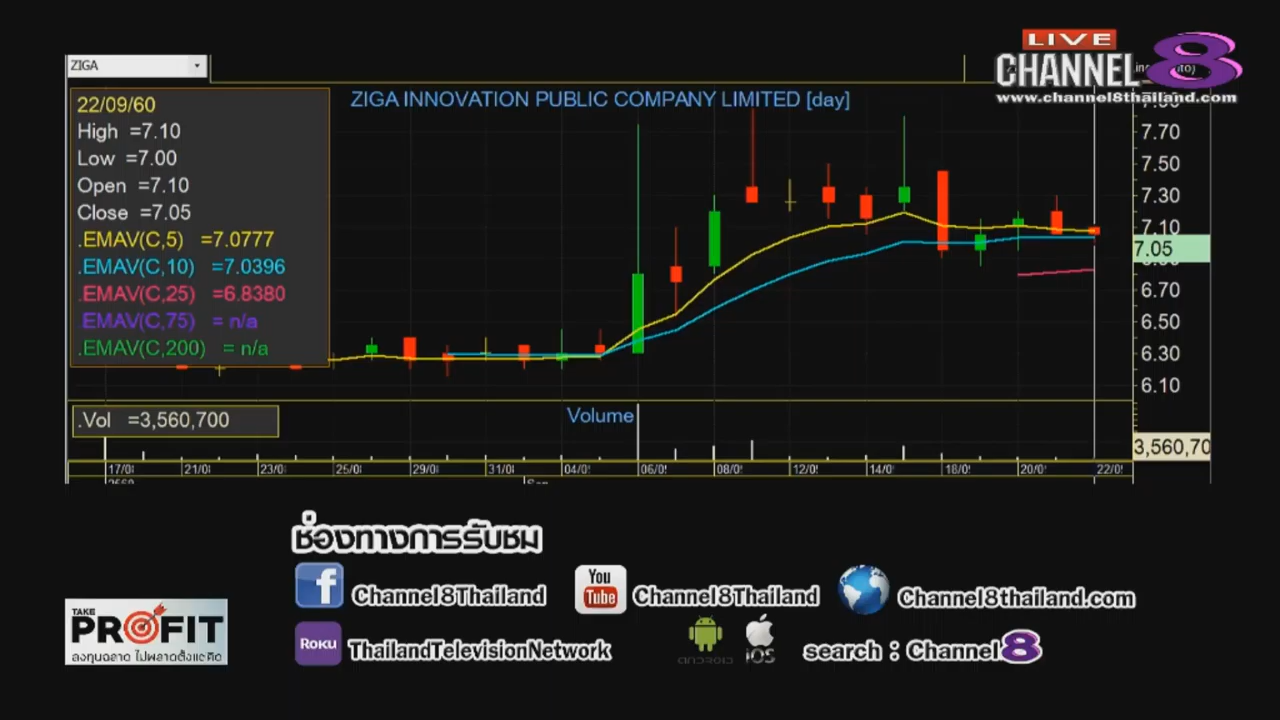 LIVE
CHANNEL 8
www.channel8thailand.com
ZIGA
ZIGA INNOVATION PUBLIC COMPANY LIMITED [day]
22/09/60
High =7.10
Low =7.00
Open =7.10
Close =7.05
.EMAV(C,5) =7.0777
.EMAV(C,10) =7.0396
.EMAV(C,25) =6.8380
.EMAV(C,75) = n/a
.EMAV(C,200) = n/a
7.70
7.50
7.30
7.10
7.05
6.70
6.50
6.30
6.10
.Vol =3,560,700
Volume
3,560,70
17/0 21/0 23/0 25/0 29/0 31/0 04/0 06/0 08/0 12/0 14/0 18/0 20/0 22/0
ช่องทางการรับชม
f Channel8Thailand
You Tube Channel8Thailand
Channel8thailand.com
TAKE PROFIT
ลงทุนฉลาด ไม่พลาดตั้งแต่คิด
ROKU ThailandTelevisionNetwork
android iOS
search : Channel 8